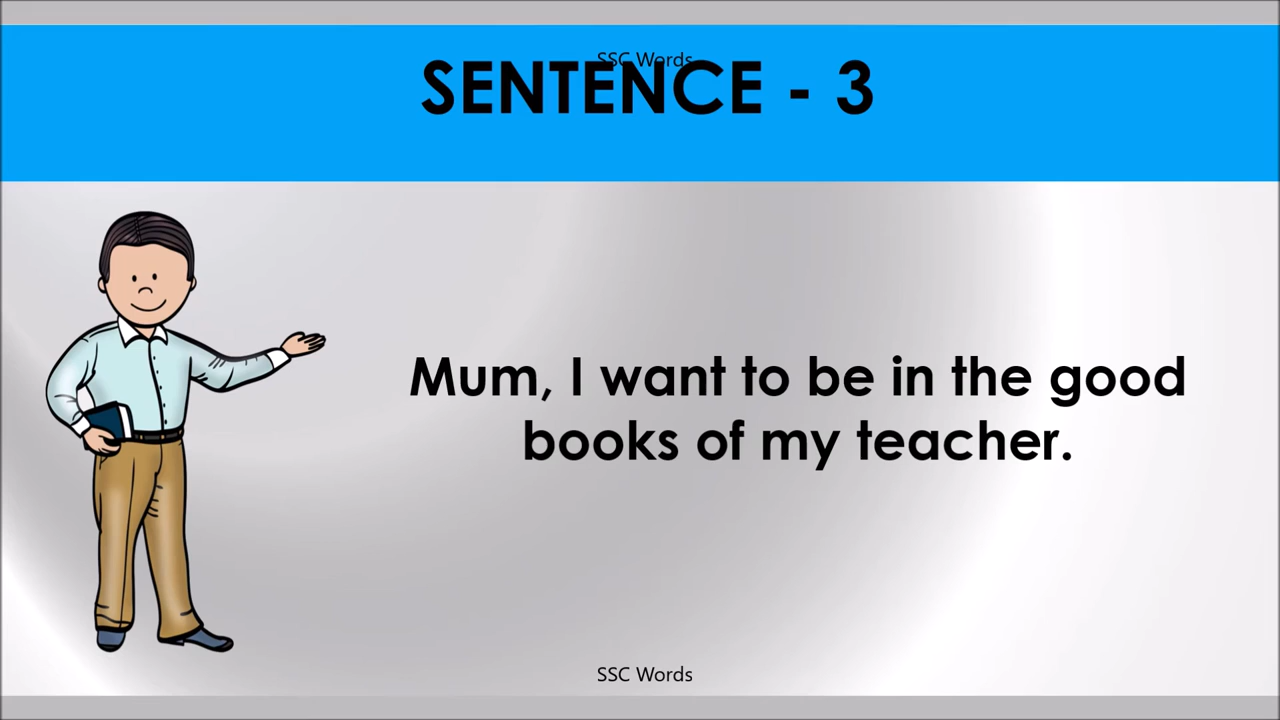 SSC Words
SENTENCE - 3
Mum, I want to be in the good
books of my teacher.
SSC Words